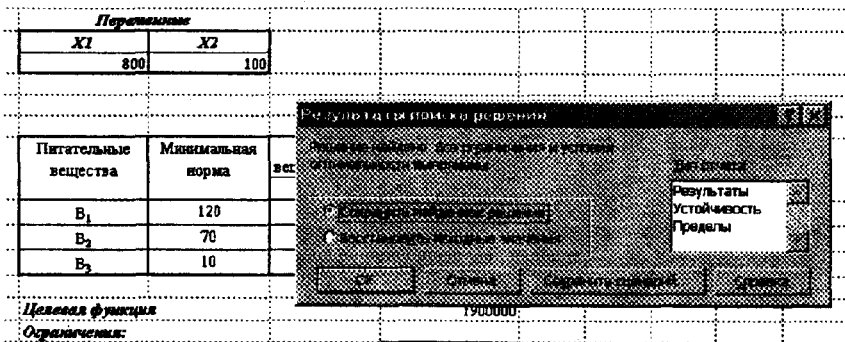 Переменные
X1 X2
800 100
Результаты поиска решения
Решение найдено. Все ограничения и условия
оптимальности выполнены.
Тип отчета
Результаты
Устойчивость
Пределы
Сохранить найденное решение
Восстановить исходные значения
ОК Отмена Сохранить сценарий... Справка
Питательные вещества Минимальная норма вещ
B1 120
B2 70
B3 10
Целевая функция 1900000
Ограничения: